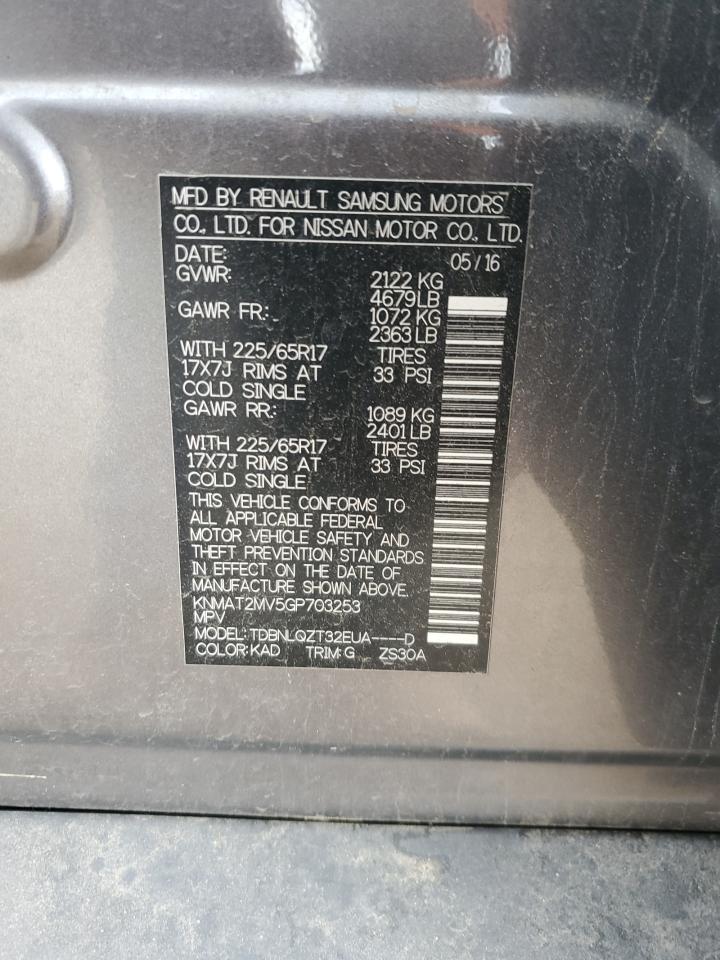 MFD BY RENAULT SAMSUNG MOTORS
CO., LTD. FOR NISSAN MOTOR CO., LTD.
DATE: 05/16
GVWR: 2122 KG
4679LB
GAWR FR: 1072 KG
2363 LB
WITH 225/65R17 TIRES
17X7J RIMS AT 33 PSI
COLD SINGLE
GAWR RR: 1089 KG
2401 LB
WITH 225/65R17 TIRES
17X7J RIMS AT 33 PSI
COLD SINGLE
THIS VEHICLE CONFORMS TO
ALL APPLICABLE FEDERAL
MOTOR VEHICLE SAFETY AND
THEFT PREVENTION STANDARDS
IN EFFECT ON THE DATE OF
MANUFACTURE SHOWN ABOVE.
KNMAT2MV5GP703253
MPV
MODEL: TDBNLQZT32EUA----D
COLOR:KAD TRIM:G ZS30A